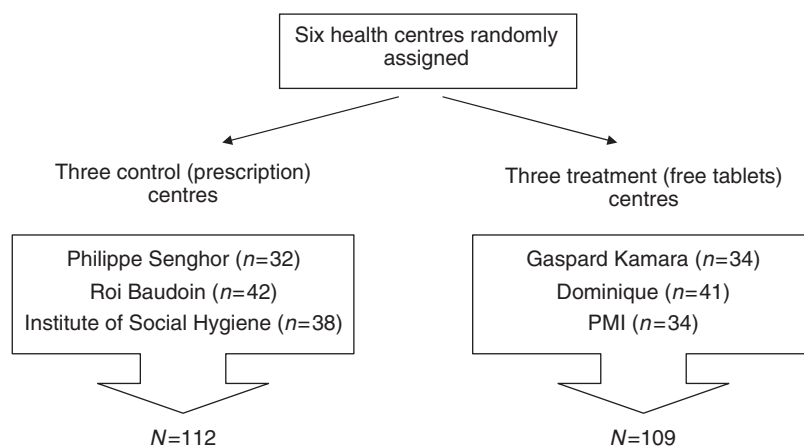 Six health centres randomly
assigned
Three control (prescription)
centres
Three treatment (free tablets)
centres
Philippe Senghor (n=32)
Roi Baudoin (n=42)
Institute of Social Hygiene (n=38)
Gaspard Kamara (n=34)
Dominique (n=41)
PMI (n=34)
N=112
N=109